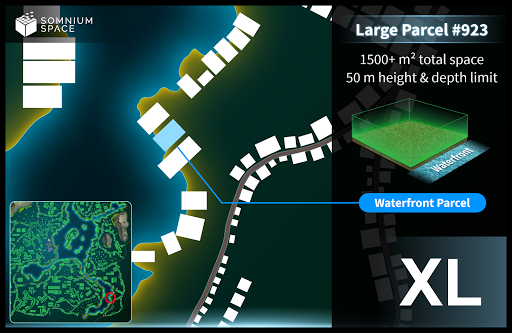 SOMNIUM
SPACE
Large Parcel #923
1500+ m² total space
50 m height & depth limit
Waterfront
Waterfront Parcel
XL